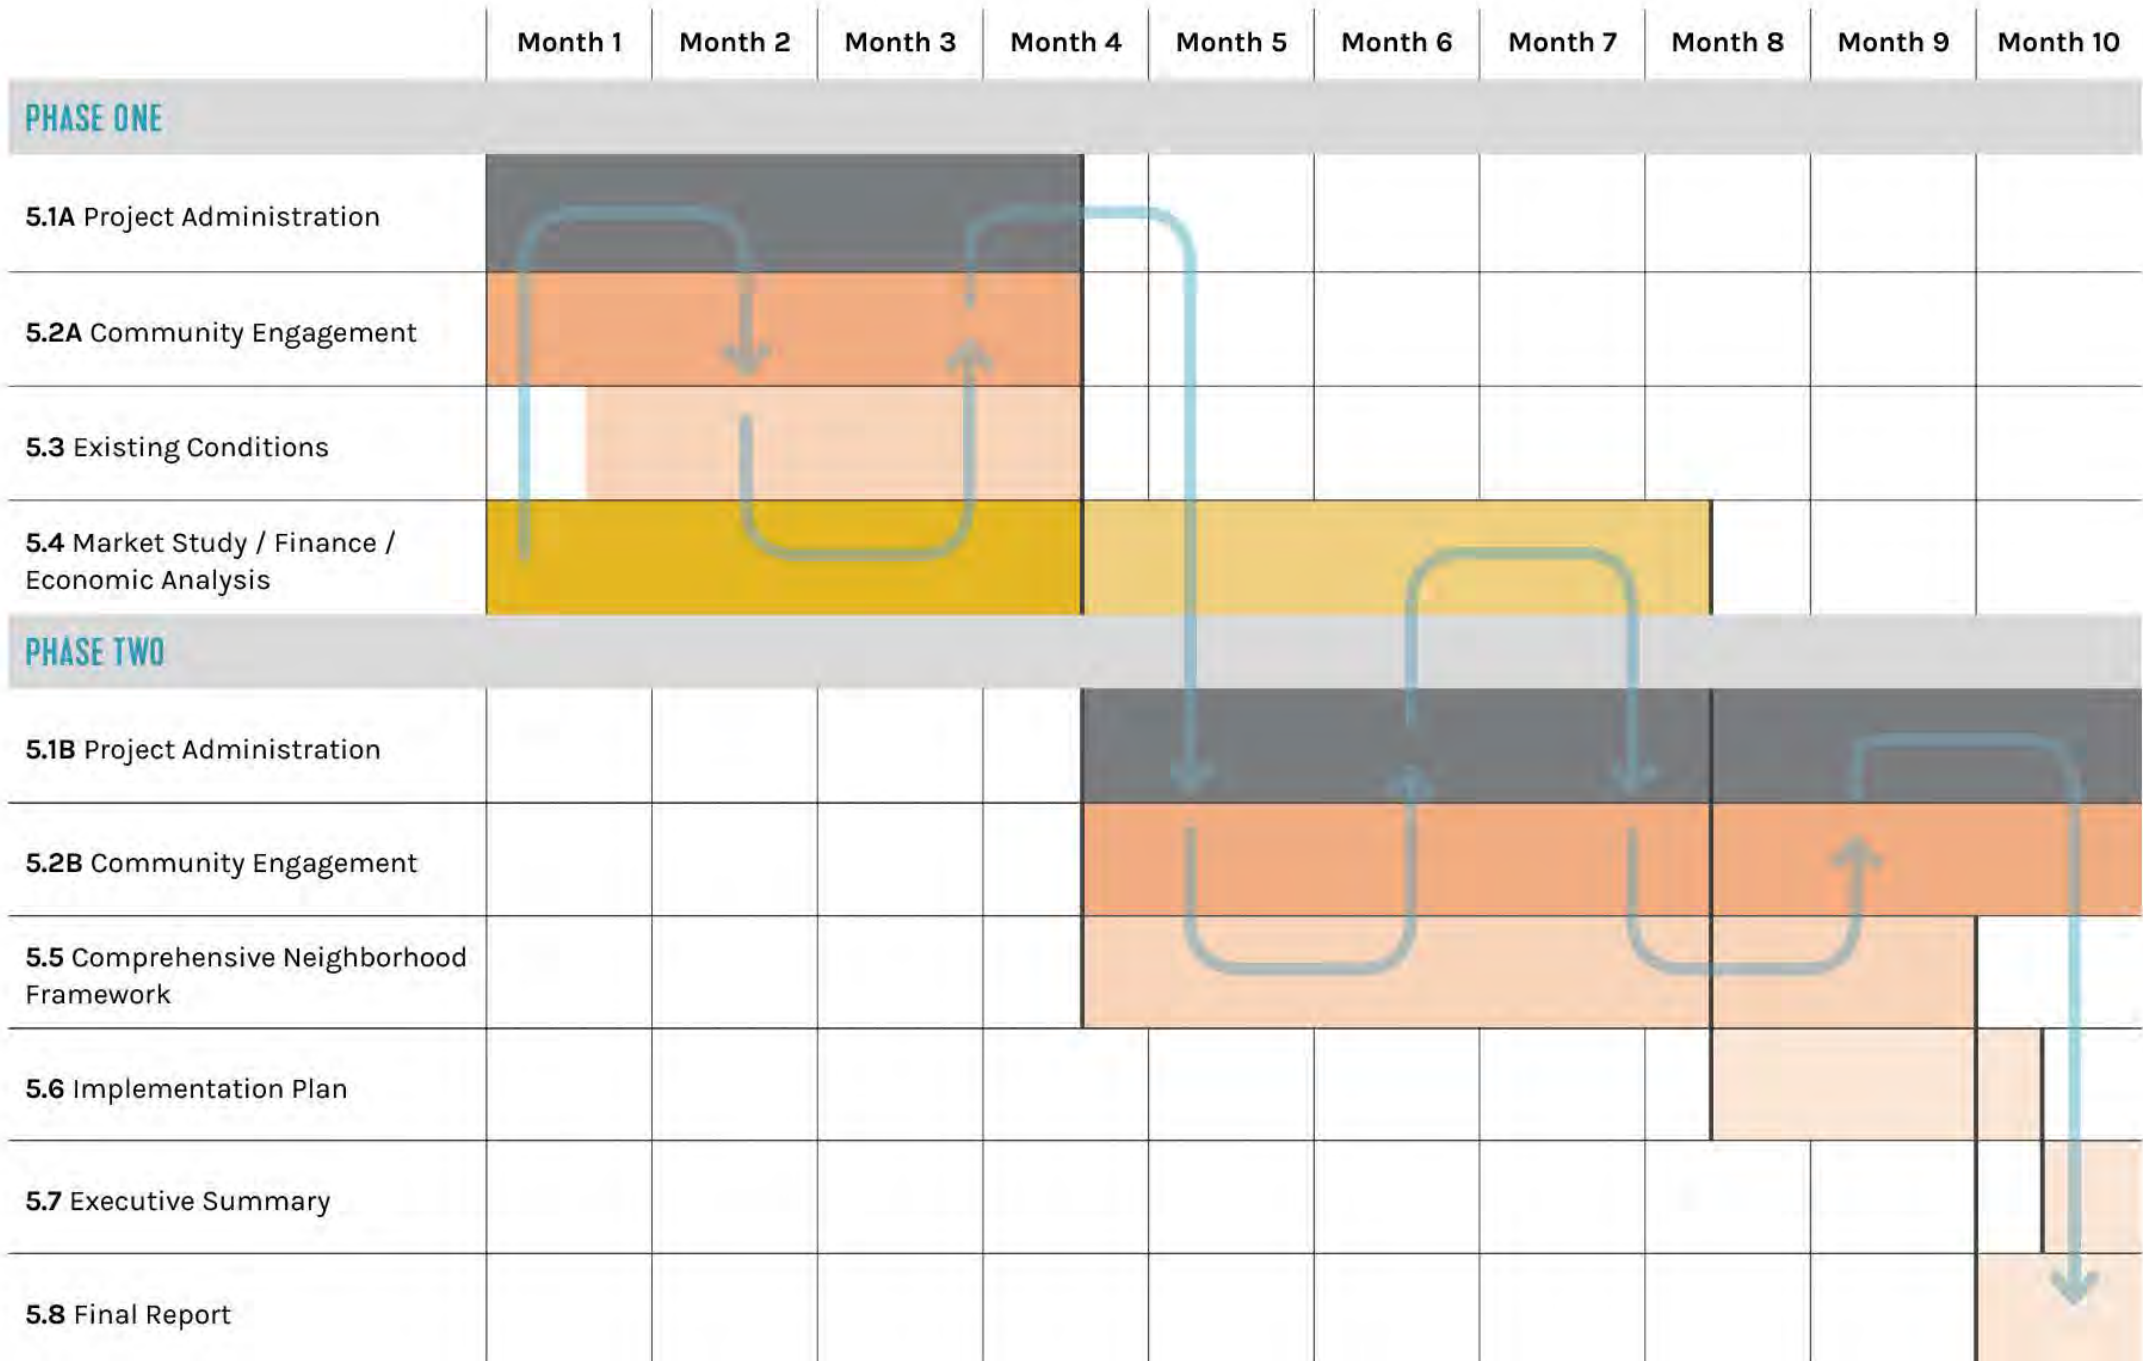 Month 1 Month 2 Month 3 Month 4 Month 5 Month 6 Month 7 Month 8 Month 9 Month 10
PHASE ONE
5.1A Project Administration
5.2A Community Engagement
5.3 Existing Conditions
5.4 Market Study / Finance /
Economic Analysis
PHASE TWO
5.1B Project Administration
5.2B Community Engagement
5.5 Comprehensive Neighborhood
Framework
5.6 Implementation Plan
5.7 Executive Summary
5.8 Final Report